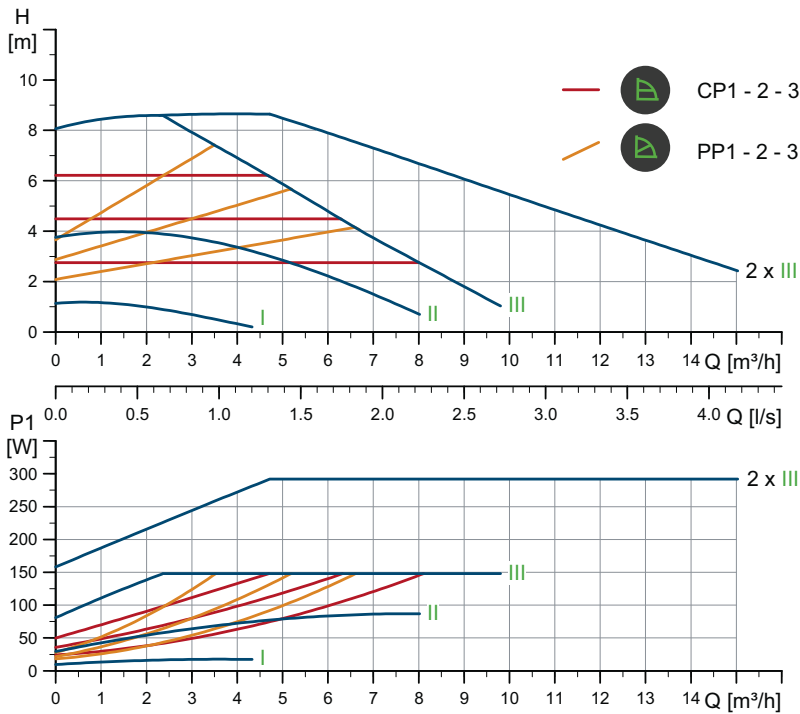 H
[m]
10
8
6
4
2
0
CP1 - 2 - 3
PP1 - 2 - 3
I
II
III
2 x III
0 1 2 3 4 5 6 7 8 9 10 11 12 13 14 Q [m³/h]
0.0 0.5 1.0 1.5 2.0 2.5 3.0 3.5 4.0 Q [l/s]
P1
[W]
300
250
200
150
100
50
0
2 x III
III
II
I
0 1 2 3 4 5 6 7 8 9 10 11 12 13 14 Q [m³/h]